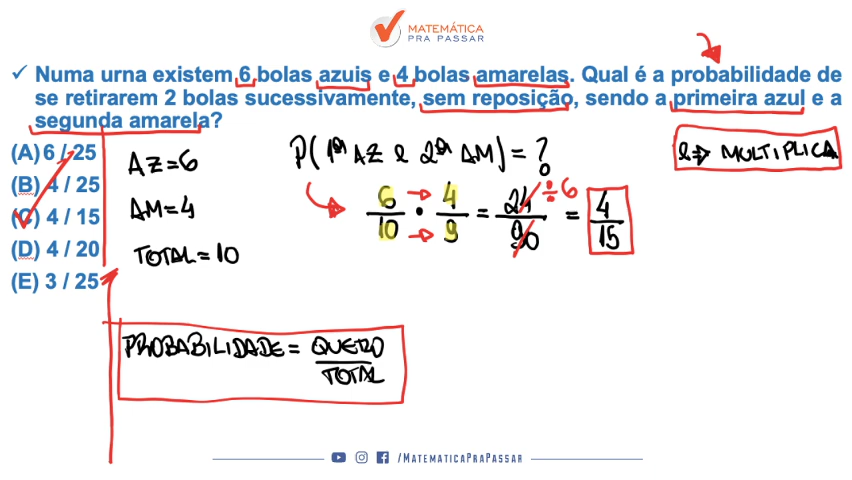 MATEMÁTICA
PRA PASSAR
✓ Numa urna existem 6 bolas azuis e 4 bolas amarelas. Qual é a probabilidade de
se retirarem 2 bolas sucessivamente, sem reposição, sendo a primeira azul e a
segunda amarela?
(A) 6 / 25
(B) 4 / 25
(C) 4 / 15
(D) 4 / 20
(E) 3 / 25
AZ=6
AM=4
TOTAL=10
P(1ª AZ e 2ª AM) = ?
6/10 • 4/9 = 24/90 ÷6 = 4/15
e ⇒ MULTIPLICA
PROBABILIDADE = QUERO/TOTAL
/MATEMATICAPRAPASSAR